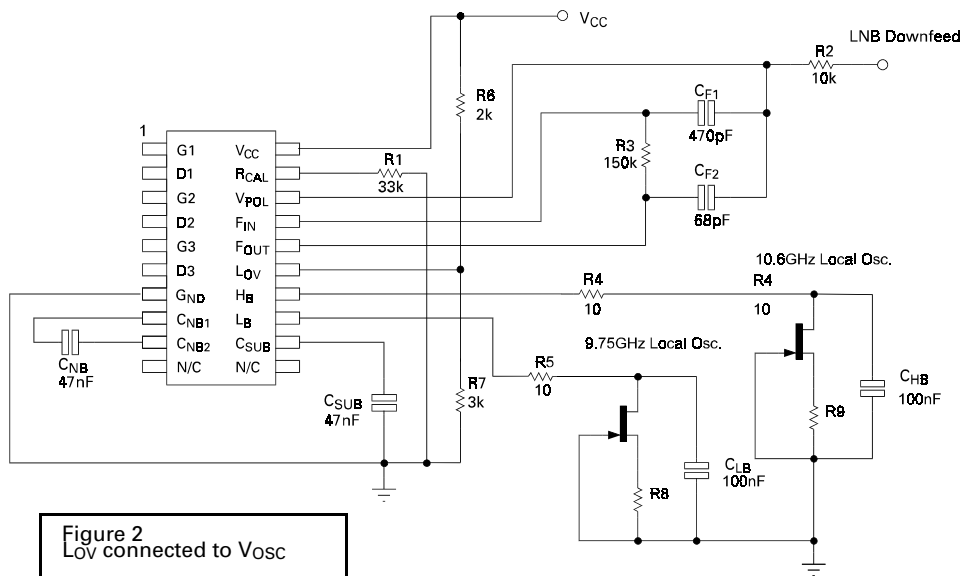 VCC
LNB Downfeed
R2
10k
R6
2k
CF1
470pF
R3
150k
CF2
68pF
1
G1
VCC
R1
33k
D1
RCAL
G2
VPOL
D2
FIN
G3
FOUT
D3
LOV
GND
HB
CNB1
LB
CNB2
CSUB
N/C
N/C
CNB
47nF
CSUB
47nF
R7
3k
10.6GHz Local Osc.
R4
10
R4
10
9.75GHz Local Osc.
R5
10
R9
CHB
100nF
R8
CLB
100nF
Figure 2
LOV connected to VOSC